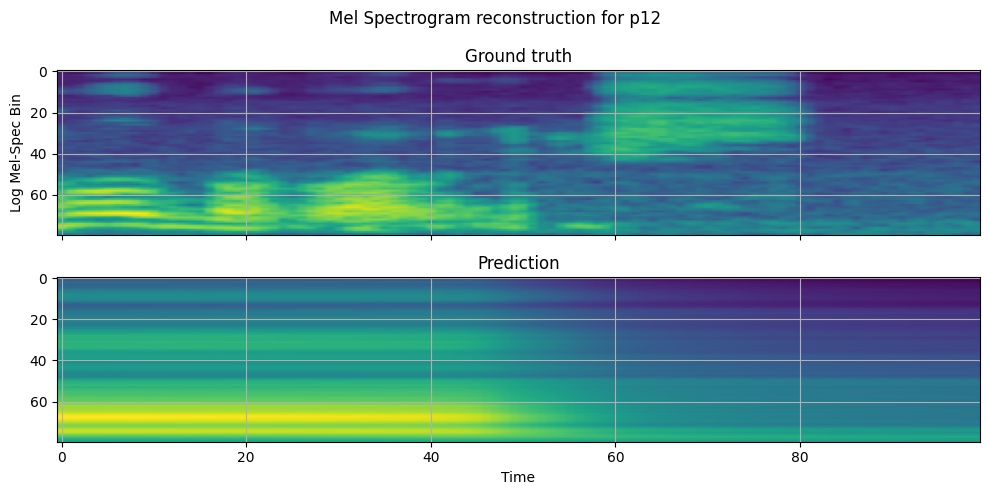 Mel Spectrogram reconstruction for p12
Ground truth
0
20
40
60
Log Mel-Spec Bin
Prediction
0
20
40
60
0 20 40 60 80
Time